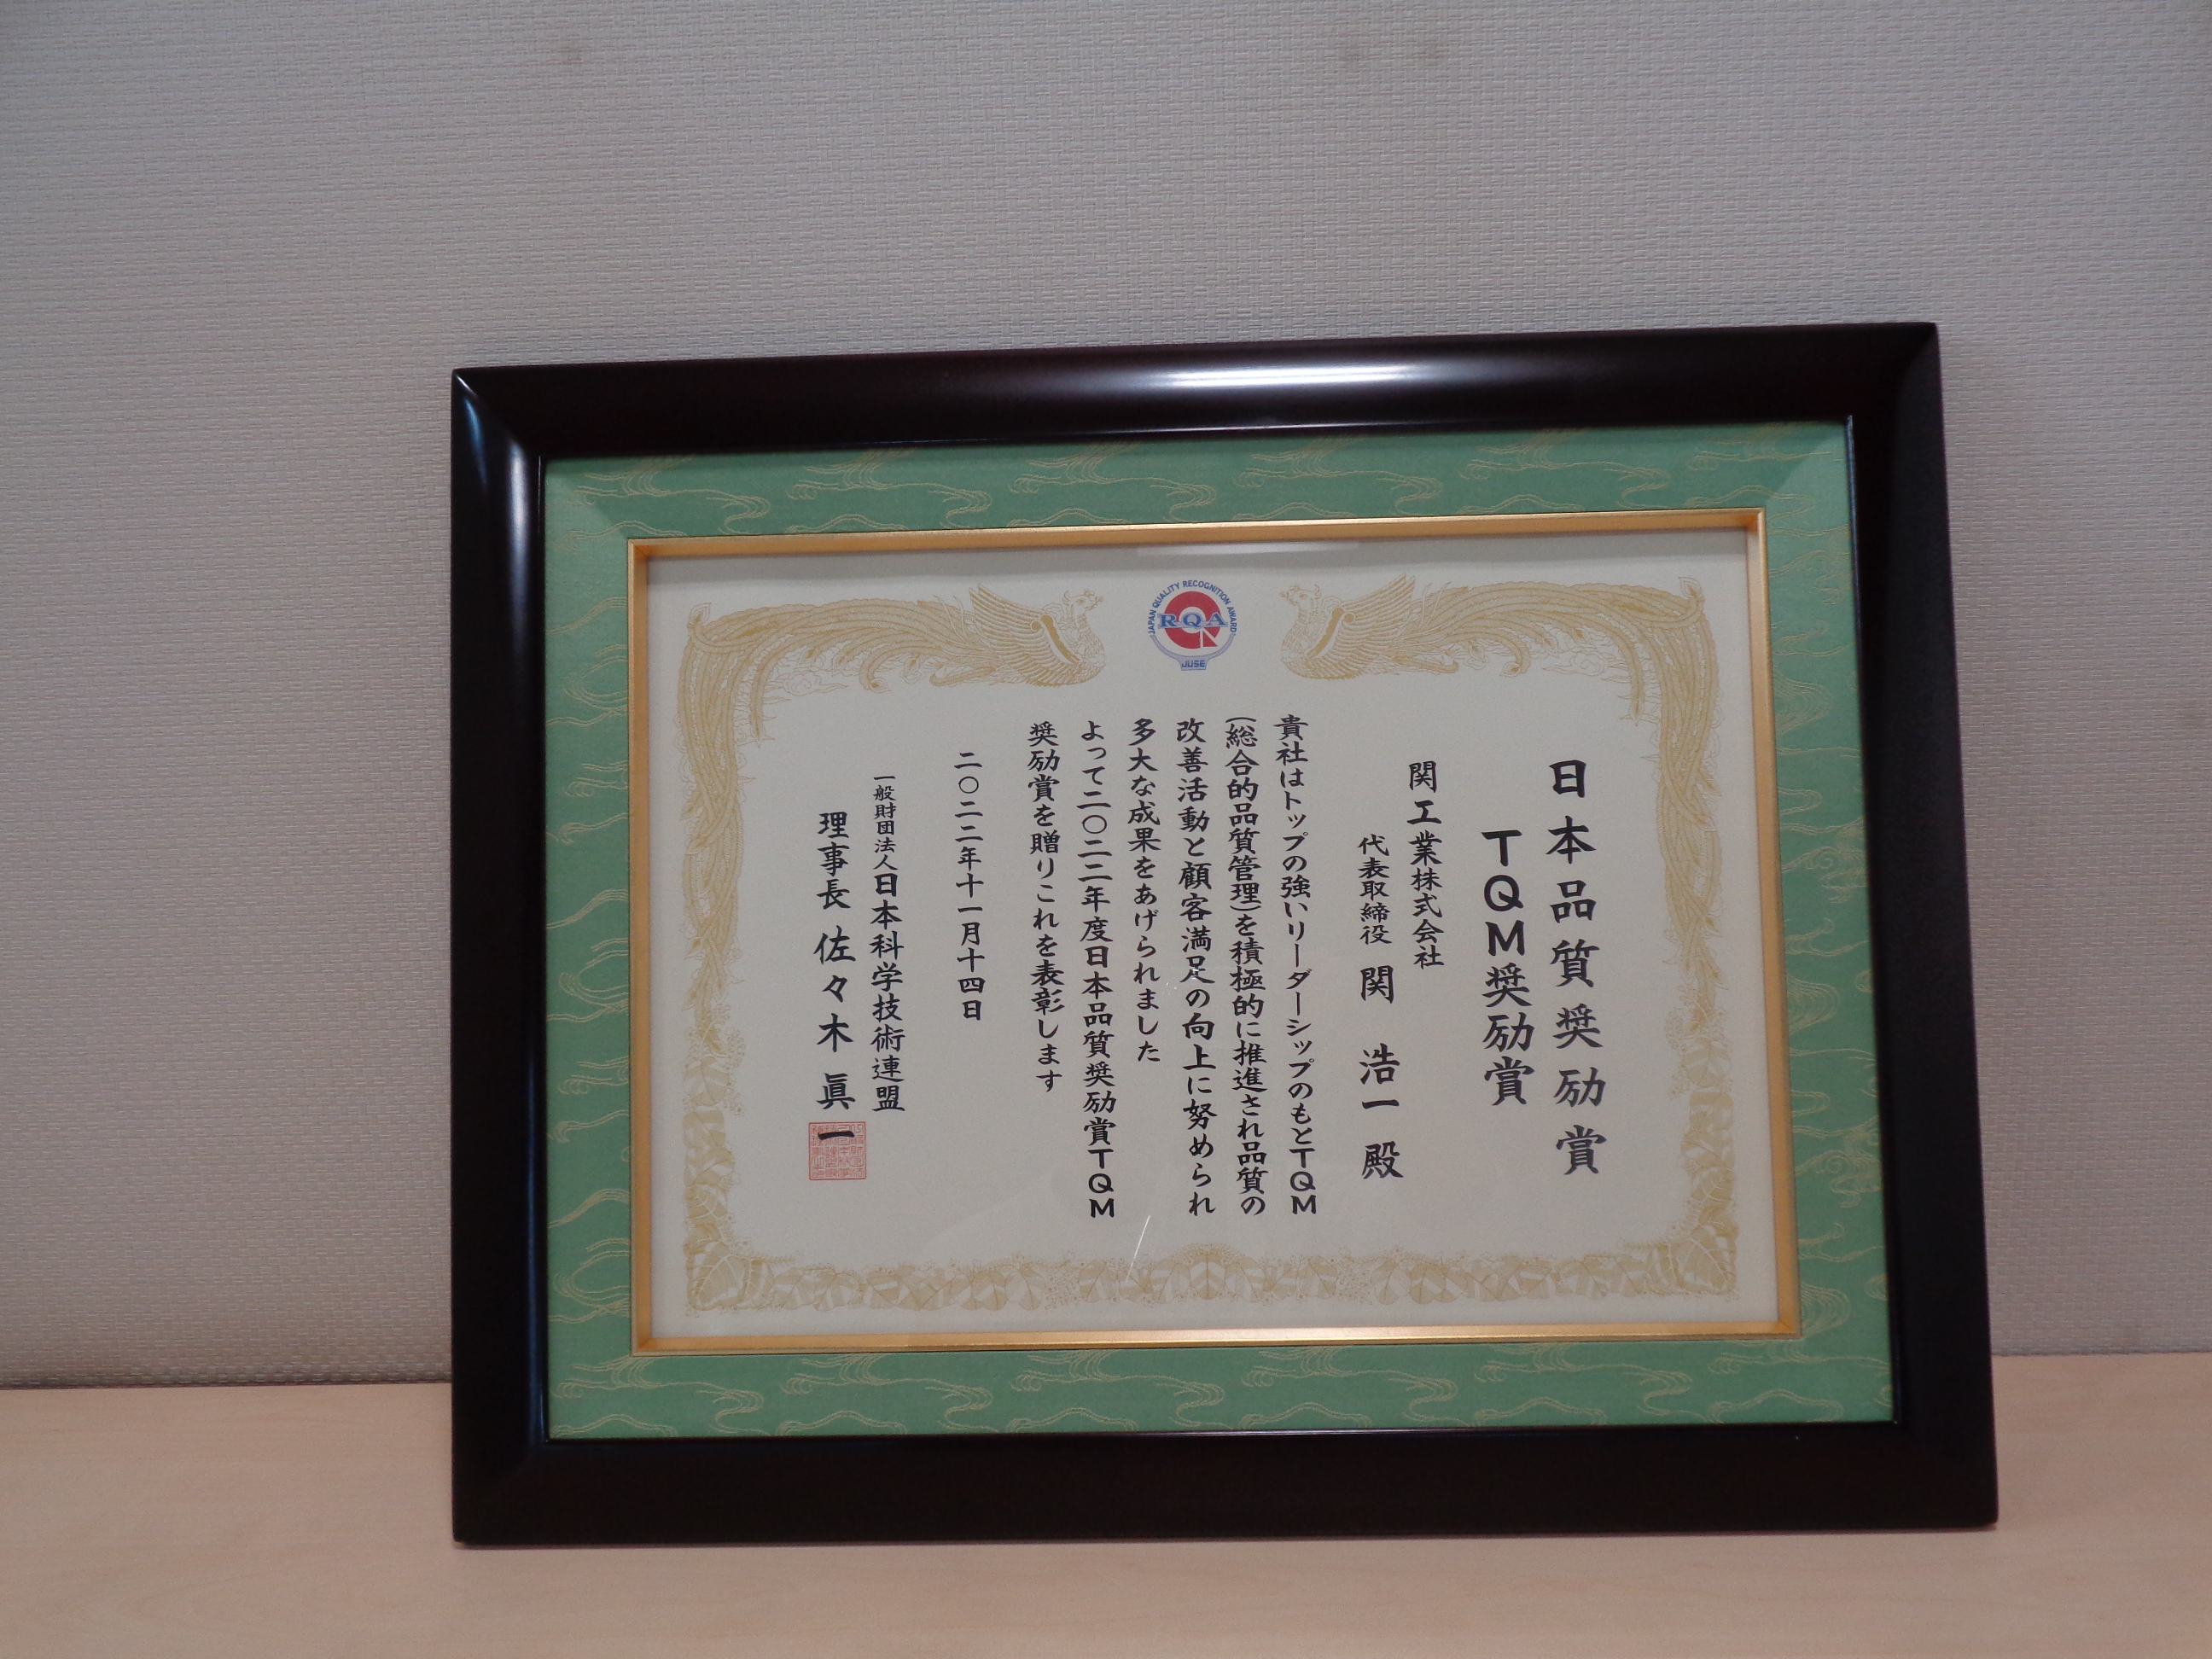 JAPAN QUALITY RECOGNITION AWARD
RQA
JUSE
日本品質奨励賞
TQM奨励賞
関工業株式会社
代表取締役 関 浩一 殿
貴社はトップの強いリーダーシップのもとTQM
(総合的品質管理)を積極的に推進され品質の
改善活動と顧客満足の向上に努められ
多大な成果をあげられました
よって二〇二二年度日本品質奨励賞TQM
奨励賞を贈りこれを表彰します
二〇二二年十一月十四日
一般財団法人日本科学技術連盟
理事長 佐々木 眞一